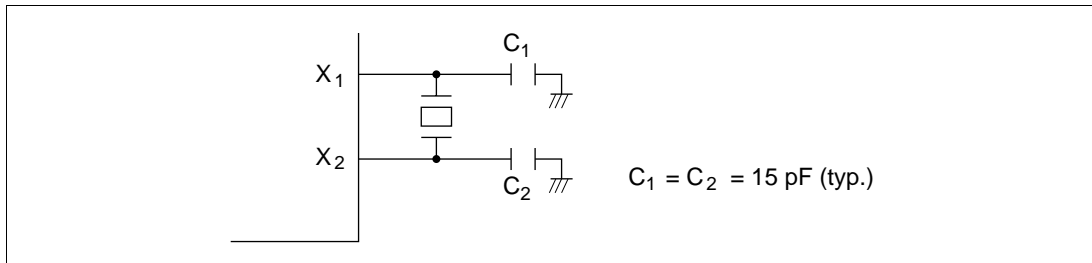 C1
X1
X2
C2
C1 = C2 = 15 pF (typ.)